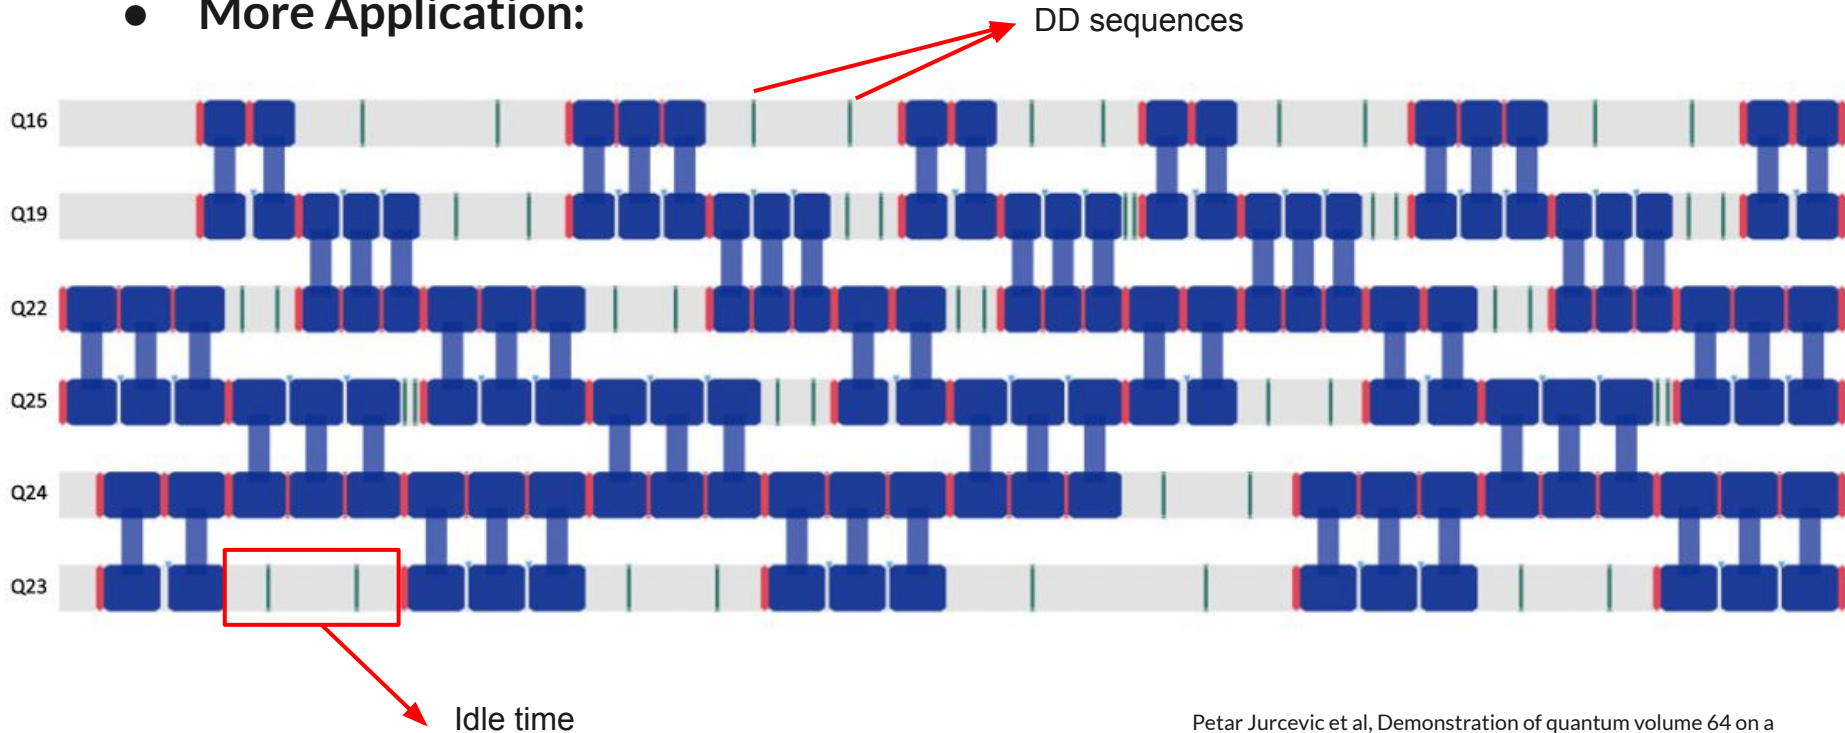 ● More Application:
DD sequences
Q16
Q19
Q22
Q25
Q24
Q23
Idle time
Petar Jurcevic et al, Demonstration of quantum volume 64 on a